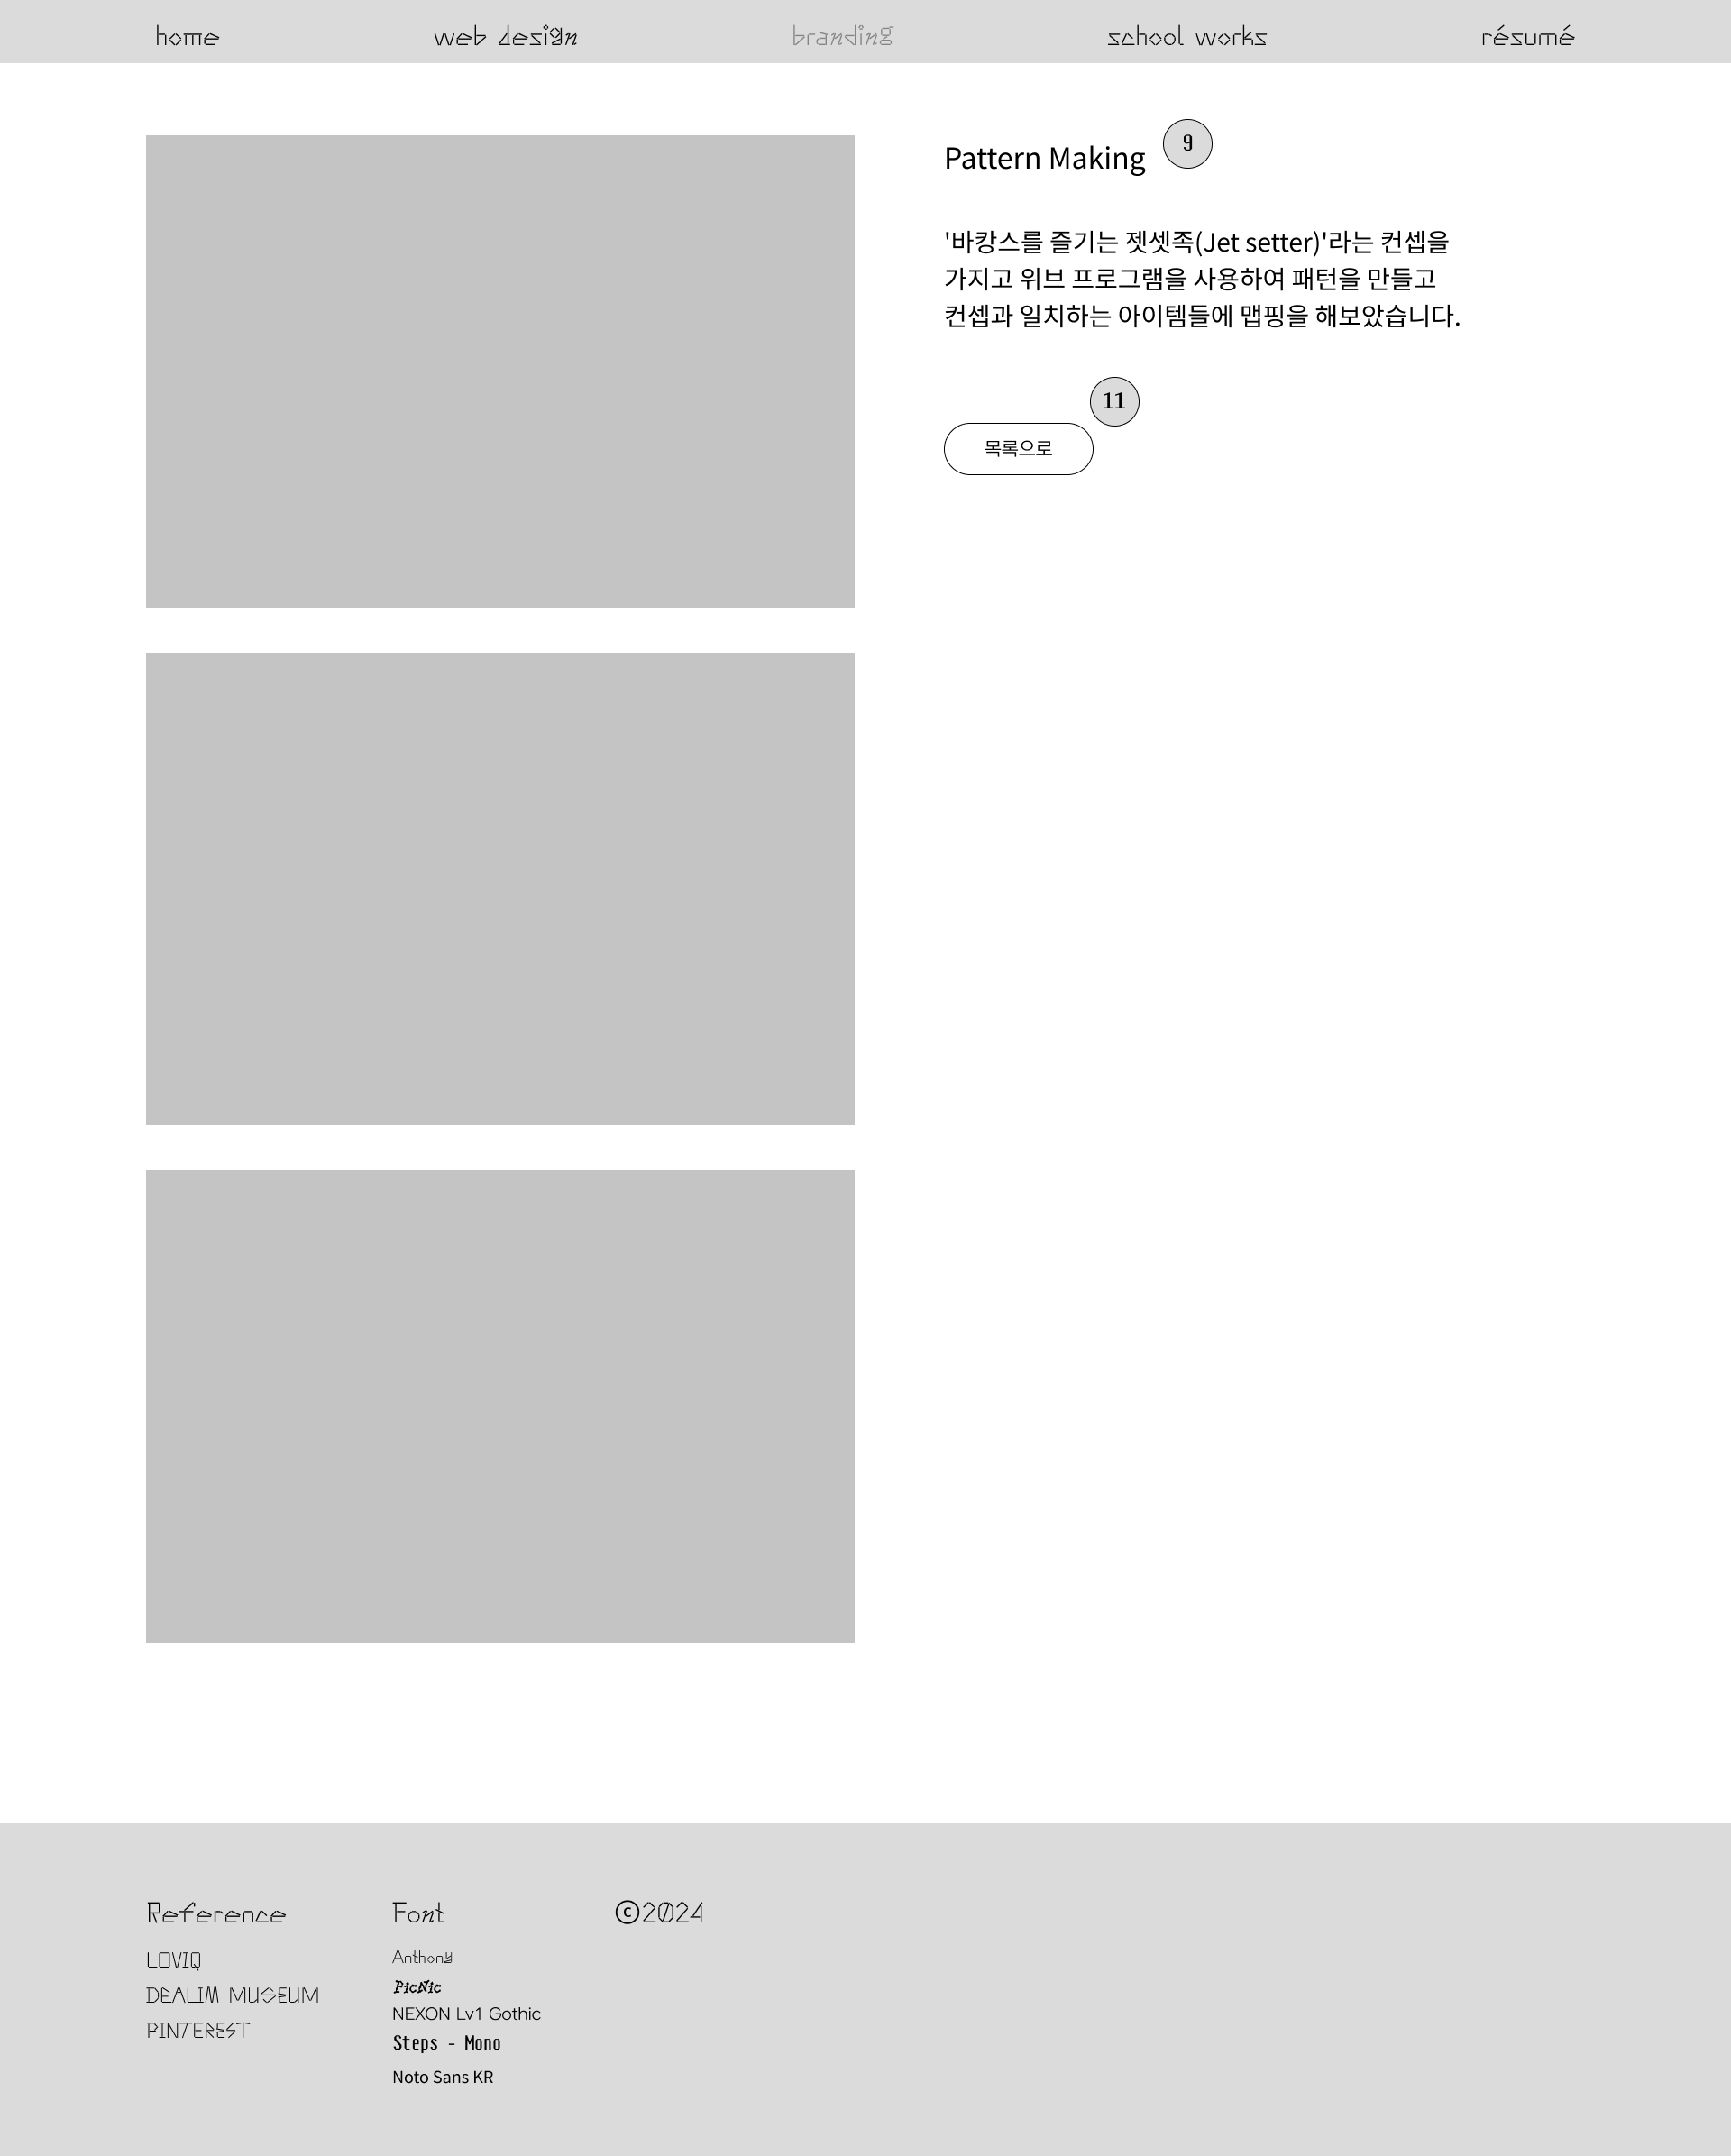 home
web design
branding
school works
résumé
Pattern Making
9
'바캉스를 즐기는 젯셋족(Jet setter)'라는 컨셉을
가지고 위브 프로그램을 사용하여 패턴을 만들고
컨셉과 일치하는 아이템들에 맵핑을 해보았습니다.
11
목록으로
Reference
LOVIQ
DEALIM MUSEUM
PINTEREST
Font
Anthony
PicNic
NEXON Lv1 Gothic
Steps - Mono
Noto Sans KR
©2024